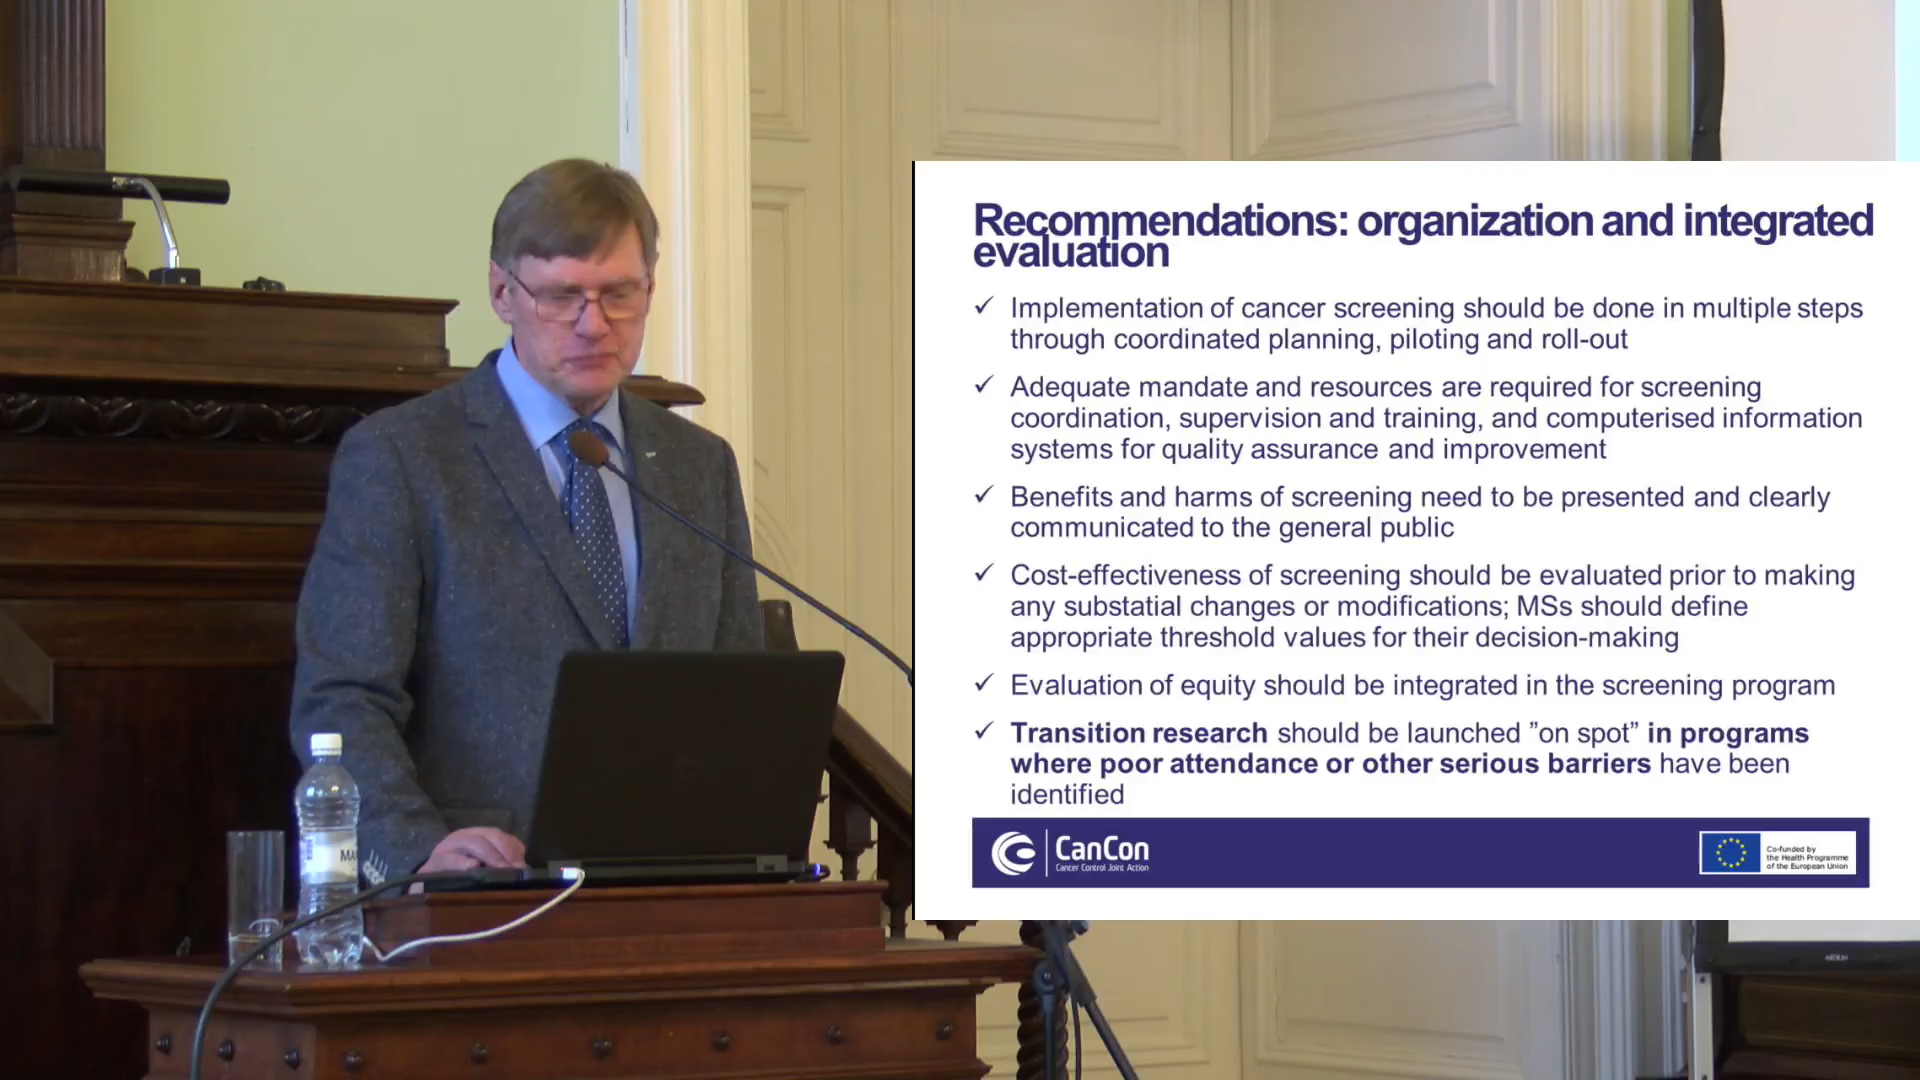 Recommendations: organization and integrated
evaluation
✓ Implementation of cancer screening should be done in multiple steps
through coordinated planning, piloting and roll-out
✓ Adequate mandate and resources are required for screening
coordination, supervision and training, and computerised information
systems for quality assurance and improvement
✓ Benefits and harms of screening need to be presented and clearly
communicated to the general public
✓ Cost-effectiveness of screening should be evaluated prior to making
any substatial changes or modifications; MSs should define
appropriate threshold values for their decision-making
✓ Evaluation of equity should be integrated in the screening program
✓ Transition research should be launched ”on spot” in programs
where poor attendance or other serious barriers have been
identified
CanCon
Cancer Control Joint Action
Co-funded by
the Health Programme
of the European Union